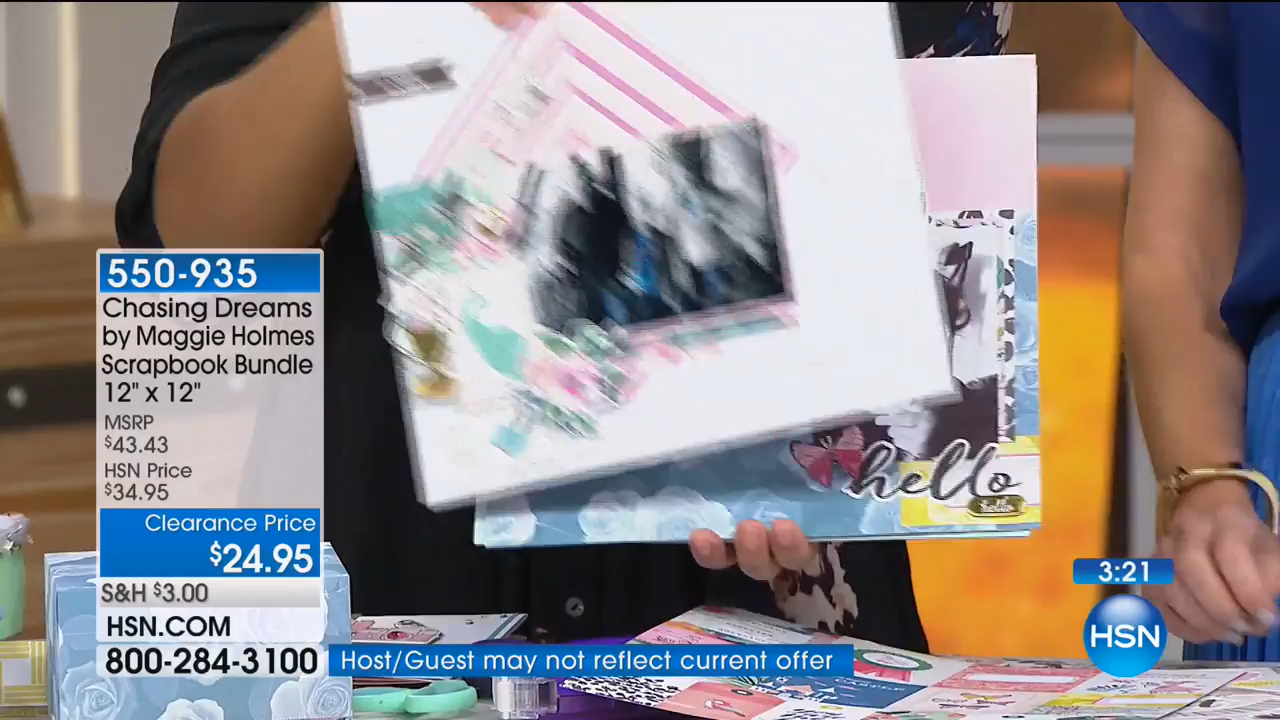 550-935
Chasing Dreams
by Maggie Holmes
Scrapbook Bundle
12" x 12"
MSRP
$43.43
HSN Price
$34.95
Clearance Price
$24.95
S&H $3.00
HSN.COM
800-284-3100
Host/Guest may not reflect current offer
3:21
HSN
hello
hello